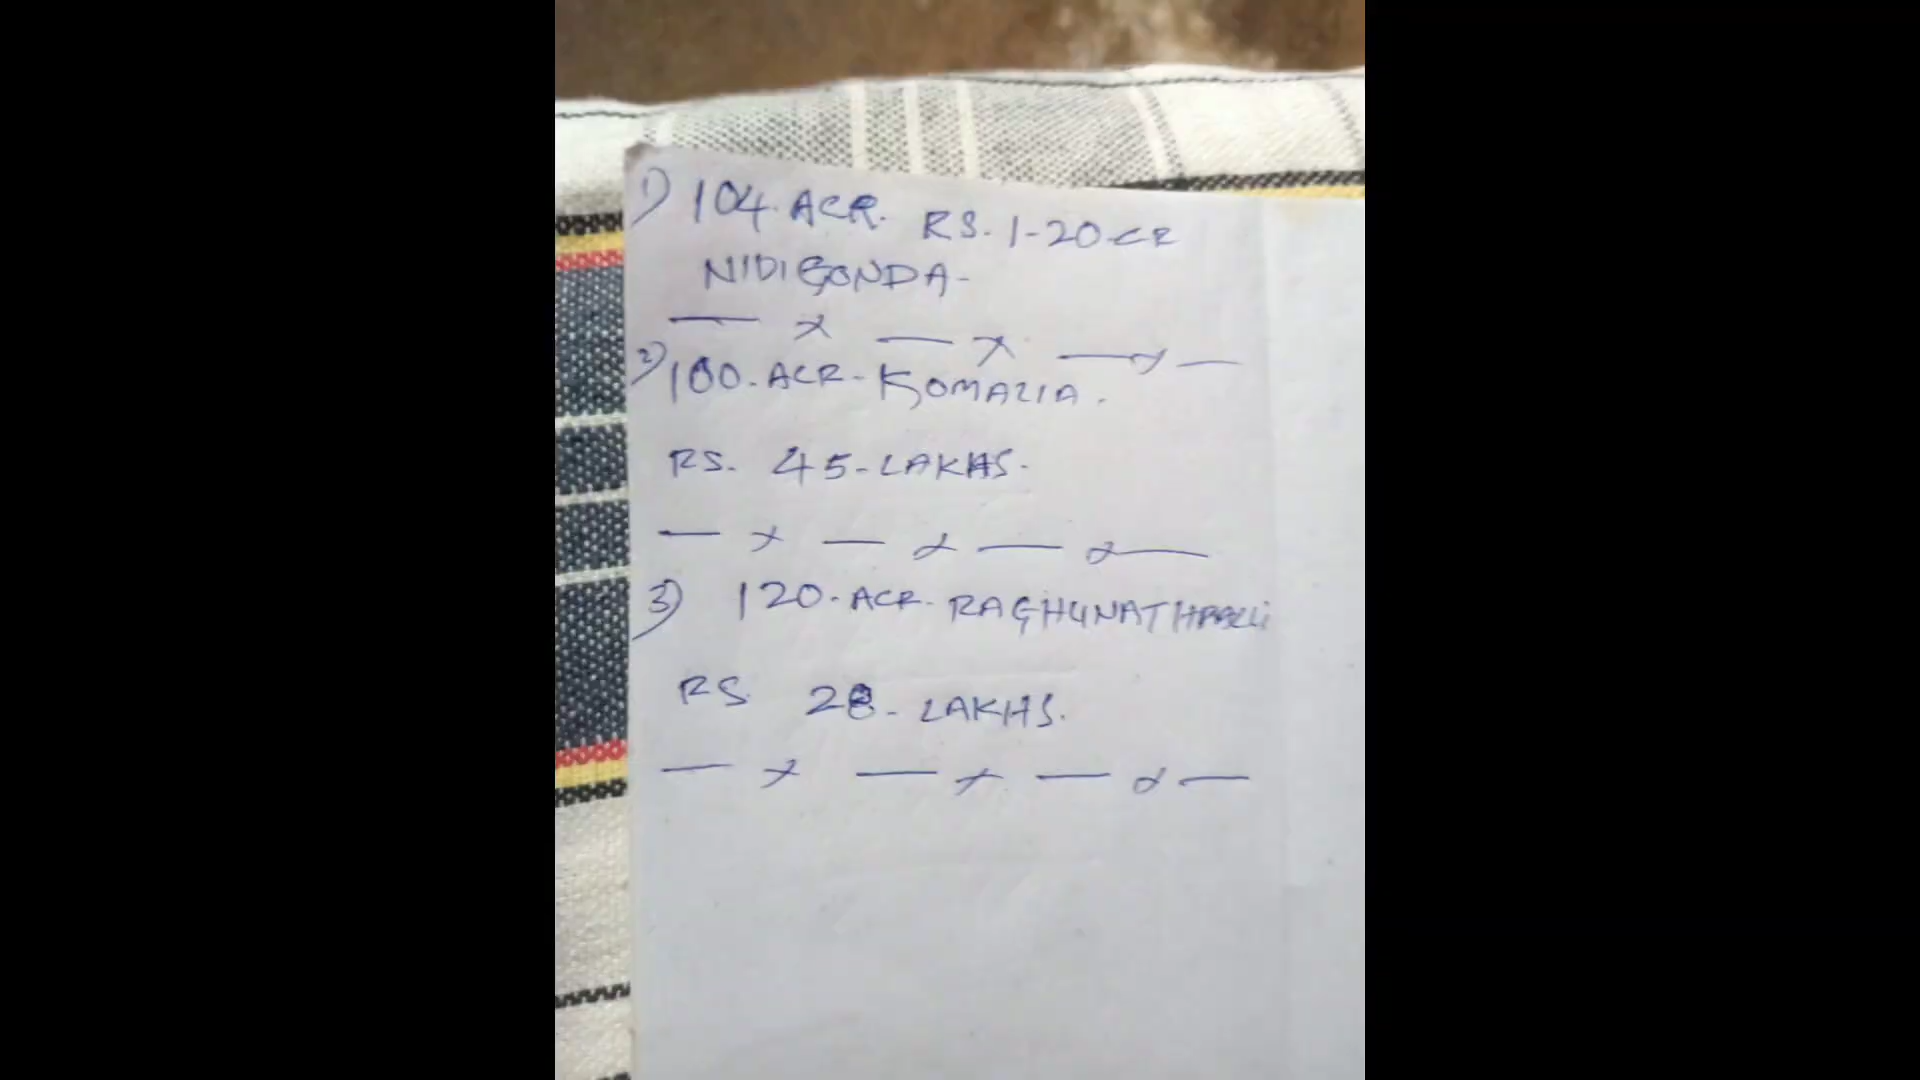 1) 104. ACR. RS. 1-20-CR
NIDIGONDA-
— x — x — x —
2) 100. ACR - KOMALLA.
RS. 45-LAKHS.
— x — x — x —
3) 120. ACR. RAGHUNATHPALLI
RS. 28- LAKHS.
— x — x — x —